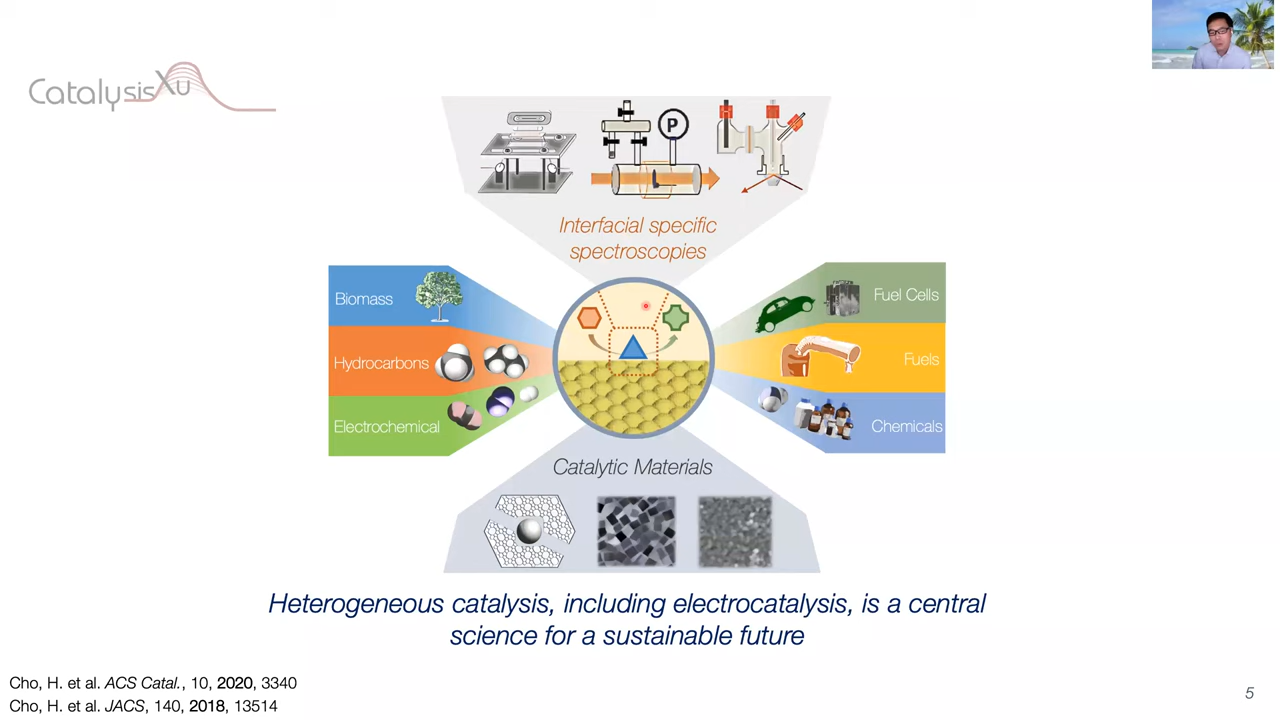 CatalysisXu
P
Interfacial specific
spectroscopies
Biomass
Hydrocarbons
Electrochemical
Fuel Cells
Fuels
Chemicals
Catalytic Materials
Heterogeneous catalysis, including electrocatalysis, is a central
science for a sustainable future
Cho, H. et al. ACS Catal., 10, 2020, 3340
Cho, H. et al. JACS, 140, 2018, 13514
5